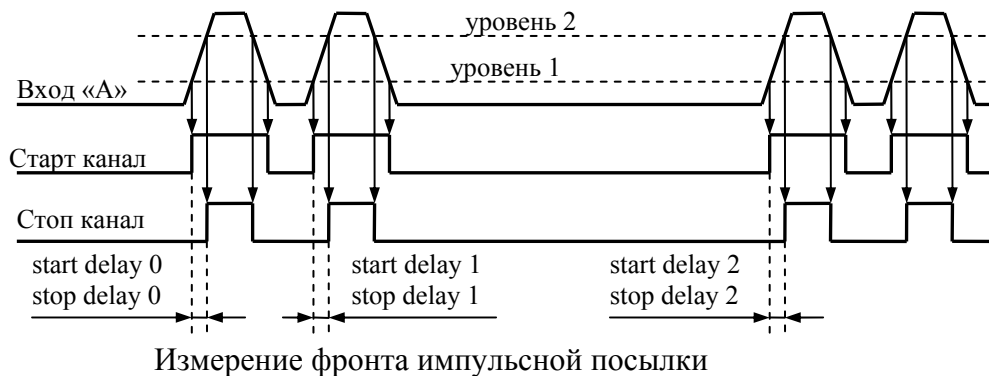 уровень 2
уровень 1
Вход «А»
Старт канал
Стоп канал
start delay 0
stop delay 0
start delay 1
stop delay 1
start delay 2
stop delay 2
Измерение фронта импульсной посылки